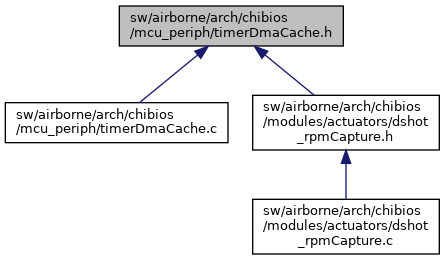 sw/airborne/arch/chibios
/mcu_periph/timerDmaCache.h
sw/airborne/arch/chibios
/mcu_periph/timerDmaCache.c
sw/airborne/arch/chibios
/modules/actuators/dshot
_rpmCapture.h
sw/airborne/arch/chibios
/modules/actuators/dshot
_rpmCapture.c